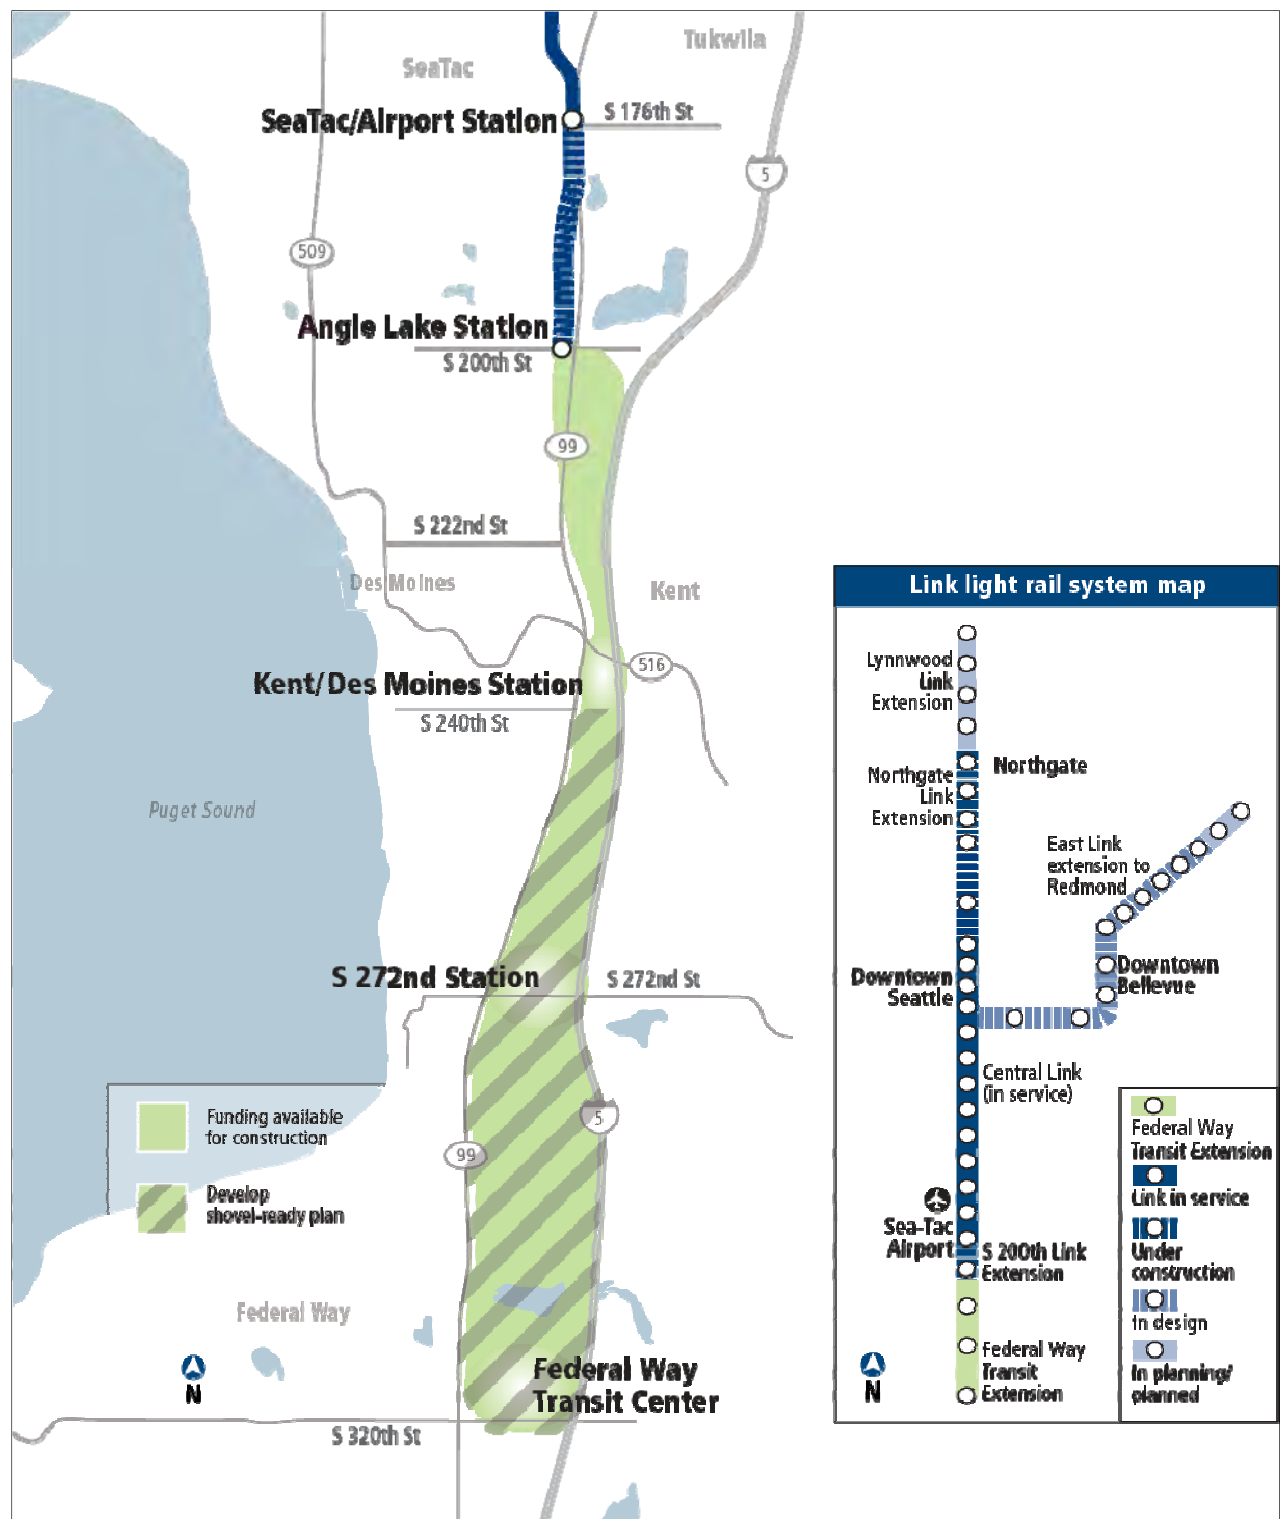 Tukwila
SeaTac
SeaTac/Airport Station
S 176th St
5
509
Angle Lake Station
S 200th St
99
S 222nd St
Des Moines
Kent
516
Kent/Des Moines Station
S 240th St
Puget Sound
S 272nd Station
S 272nd St
5
99
Funding available
for construction
Develop
shovel-ready plan
Federal Way
N
Federal Way
Transit Center
S 320th St
Link light rail system map
Lynnwood
Link
Extension
Northgate
Northgate
Link
Extension
East Link
extension to
Redmond
Downtown
Seattle
Downtown
Bellevue
Central Link
(in service)
Sea-Tac
Airport
S 200th Link
Extension
Federal Way
Transit
Extension
N
Federal Way
Transit Extension
Link in service
Under
construction
In design
In planning/
planned